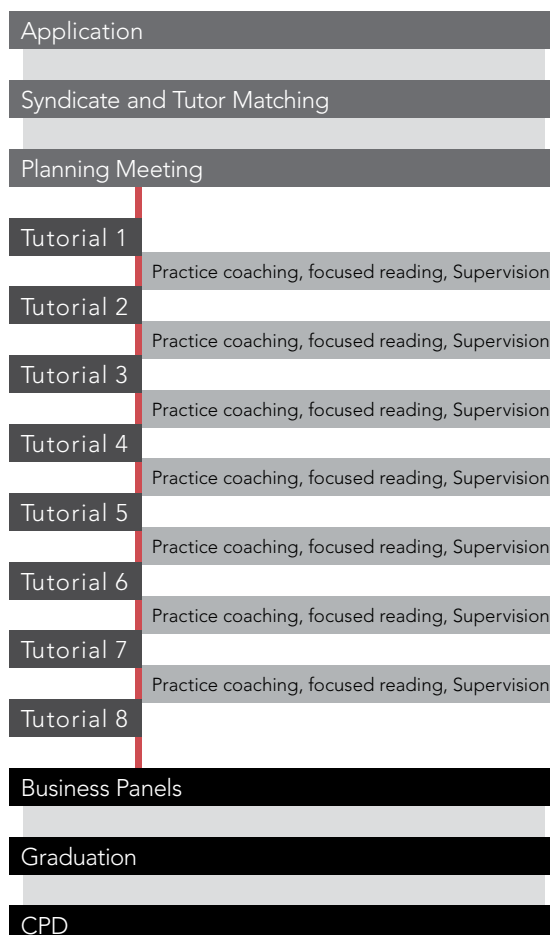 Application
Syndicate and Tutor Matching
Planning Meeting
Tutorial 1
Practice coaching, focused reading, Supervision
Tutorial 2
Practice coaching, focused reading, Supervision
Tutorial 3
Practice coaching, focused reading, Supervision
Tutorial 4
Practice coaching, focused reading, Supervision
Tutorial 5
Practice coaching, focused reading, Supervision
Tutorial 6
Practice coaching, focused reading, Supervision
Tutorial 7
Practice coaching, focused reading, Supervision
Tutorial 8
Business Panels
Graduation
CPD